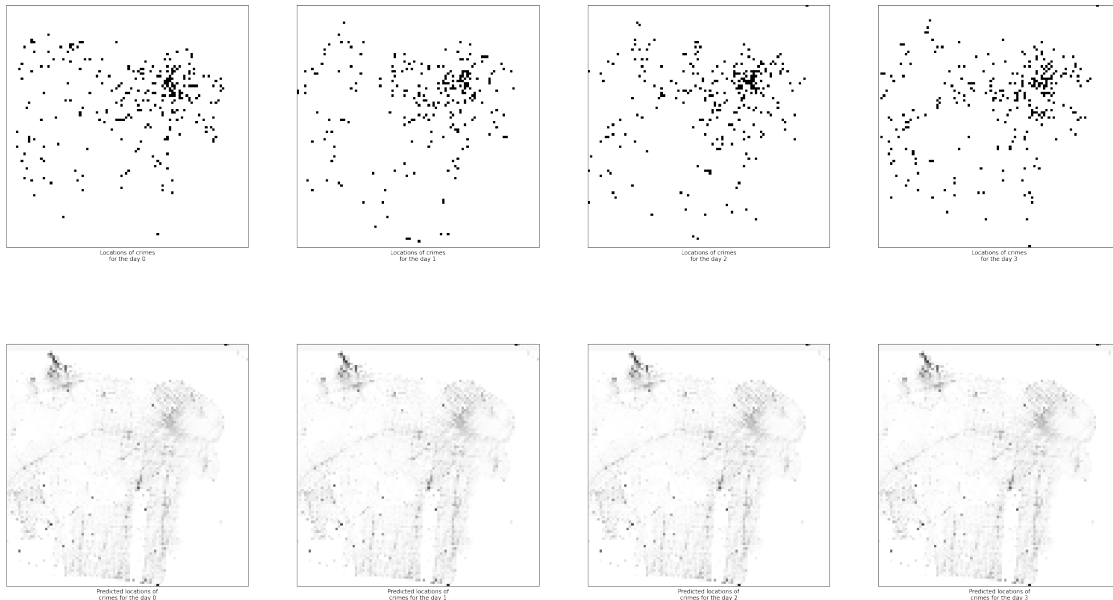 Locations of crimes
for the day 0
Locations of crimes
for the day 1
Locations of crimes
for the day 2
Locations of crimes
for the day 3
Predicted locations of
crimes for the day 0
Predicted locations of
crimes for the day 1
Predicted locations of
crimes for the day 2
Predicted locations of
crimes for the day 3